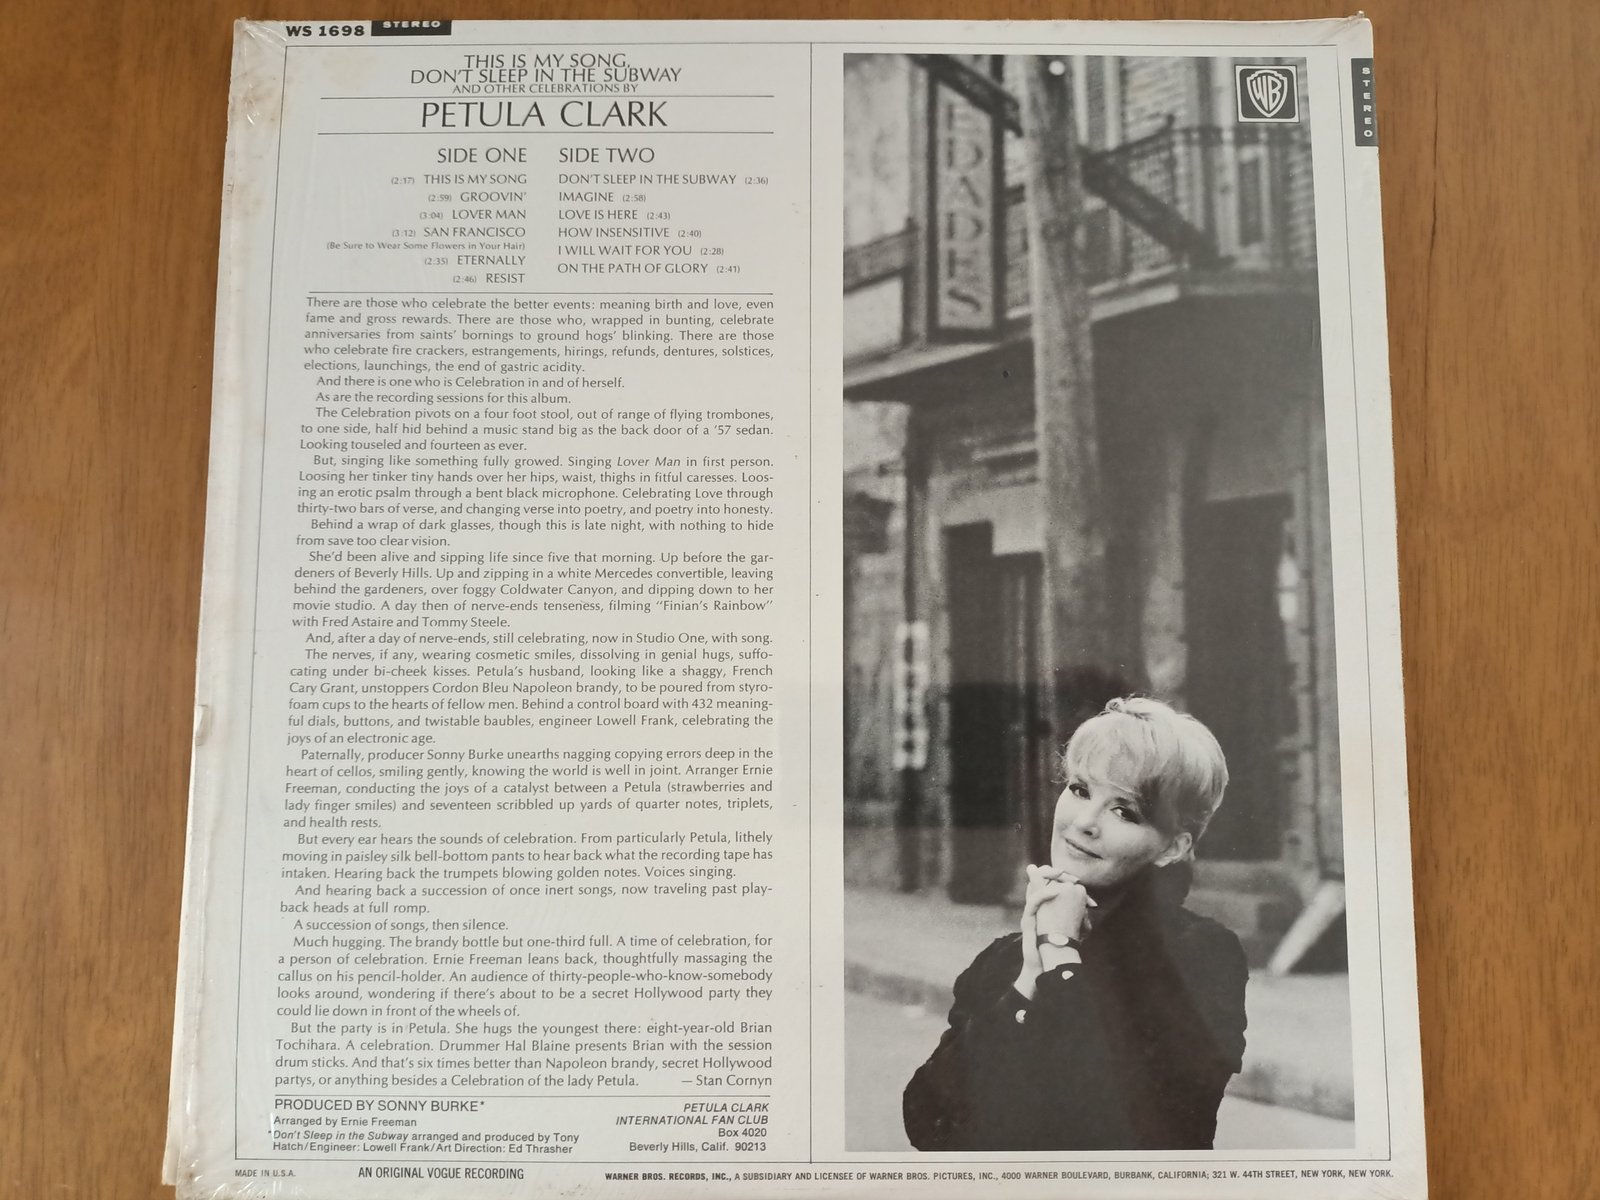 WS 1698 STEREO
THIS IS MY SONG,
DON'T SLEEP IN THE SUBWAY
AND OTHER CELEBRATIONS BY
PETULA CLARK
SIDE ONE
(2:17) THIS IS MY SONG
(2:59) GROOVIN'
(3:04) LOVER MAN
(3:12) SAN FRANCISCO
(Be Sure to Wear Some Flowers in Your Hair)
(2:35) ETERNALLY
(2:46) RESIST
SIDE TWO
DON'T SLEEP IN THE SUBWAY (2:36)
IMAGINE (2:58)
LOVE IS HERE (2:43)
HOW INSENSITIVE (2:40)
I WILL WAIT FOR YOU (2:28)
ON THE PATH OF GLORY (2:41)
There are those who celebrate the better events: meaning birth and love, even
fame and gross rewards. There are those who, wrapped in bunting, celebrate
anniversaries from saints' bornings to ground hogs' blinking. There are those
who celebrate fire crackers, estrangements, hirings, refunds, dentures, solstices,
elections, launchings, the end of gastric acidity.
And there is one who is Celebration in and of herself.
As are the recording sessions for this album.
The Celebration pivots on a four foot stool, out of range of flying trombones,
to one side, half hid behind a music stand big as the back door of a '57 sedan.
Looking touseled and fourteen as ever.
But, singing like something fully growed. Singing Lover Man in first person.
Loosing her tinker tiny hands over her hips, waist, thighs in fitful caresses. Loos-
ing an erotic psalm through a bent black microphone. Celebrating Love through
thirty-two bars of verse, and changing verse into poetry, and poetry into honesty.
Behind a wrap of dark glasses, though this is late night, with nothing to hide
from save too clear vision.
She'd been alive and sipping life since five that morning. Up before the gar-
deners of Beverly Hills. Up and zipping in a white Mercedes convertible, leaving
behind the gardeners, over foggy Coldwater Canyon, and dipping down to her
movie studio. A day then of nerve-ends tenseness, filming "Finian's Rainbow"
with Fred Astaire and Tommy Steele.
And, after a day of nerve-ends, still celebrating, now in Studio One, with song.
The nerves, if any, wearing cosmetic smiles, dissolving in genial hugs, suffo-
cating under bi-cheek kisses. Petula's husband, looking like a shaggy, French
Cary Grant, unstoppers Cordon Bleu Napoleon brandy, to be poured from styro-
foam cups to the hearts of fellow men. Behind a control board with 432 meaning-
ful dials, buttons, and twistable baubles, engineer Lowell Frank, celebrating the
joys of an electronic age.
Paternally, producer Sonny Burke unearths nagging copying errors deep in the
heart of cellos, smiling gently, knowing the world is well in joint. Arranger Ernie
Freeman, conducting the joys of a catalyst between a Petula (strawberries and
lady finger smiles) and seventeen scribbled up yards of quarter notes, triplets,
and health rests.
But every ear hears the sounds of celebration. From particularly Petula, lithely
moving in paisley silk bell-bottom pants to hear back what the recording tape has
intaken. Hearing back the trumpets blowing golden notes. Voices singing.
And hearing back a succession of once inert songs, now traveling past play-
back heads at full romp.
A succession of songs, then silence.
Much hugging. The brandy bottle but one-third full. A time of celebration, for
a person of celebration. Ernie Freeman leans back, thoughtfully massaging the
callus on his pencil-holder. An audience of thirty-people-who-know-somebody
looks around, wondering if there's about to be a secret Hollywood party they
could lie down in front of the wheels of.
But the party is in Petula. She hugs the youngest there: eight-year-old Brian
Tochihara. A celebration. Drummer Hal Blaine presents Brian with the session
drum sticks. And that's six times better than Napoleon brandy, secret Hollywood
partys, or anything besides a Celebration of the lady Petula. — Stan Cornyn
PRODUCED BY SONNY BURKE*
Arranged by Ernie Freeman
*Don't Sleep in the Subway arranged and produced by Tony
Hatch/Engineer: Lowell Frank/Art Direction: Ed Thrasher
PETULA CLARK
INTERNATIONAL FAN CLUB
Box 4020
Beverly Hills, Calif. 90213
WB
STEREO
MADE IN U.S.A.
AN ORIGINAL VOGUE RECORDING
WARNER BROS. RECORDS, INC., A SUBSIDIARY AND LICENSEE OF WARNER BROS. PICTURES, INC., 4000 WARNER BOULEVARD, BURBANK, CALIFORNIA; 321 W. 44TH STREET, NEW YORK, NEW YORK.